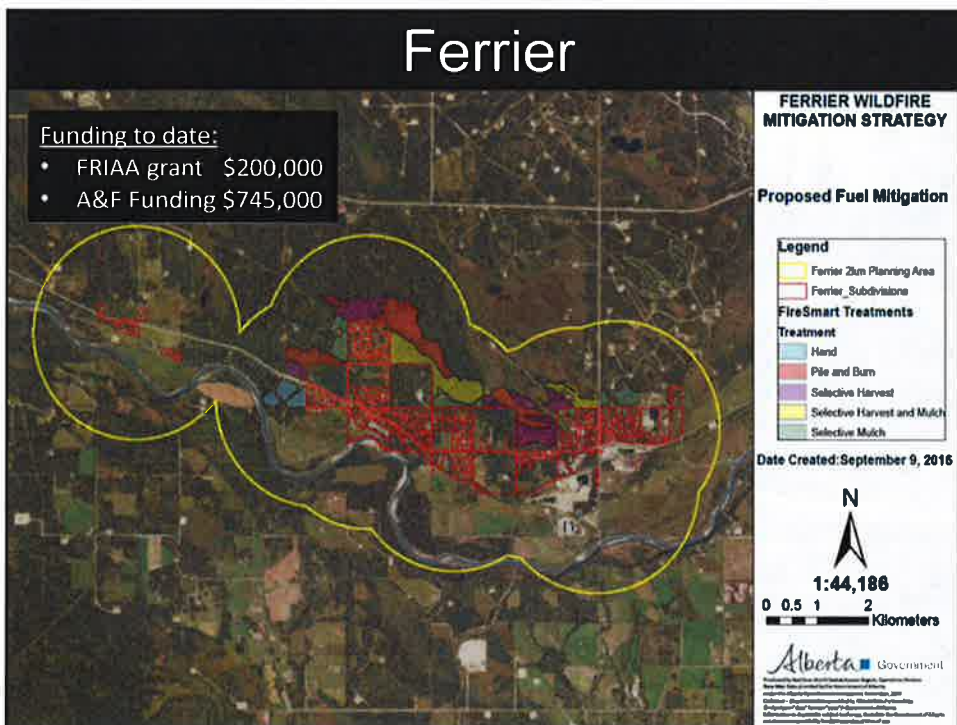 Ferrier
Funding to date:
• FRIAA grant $200,000
• A&F Funding $745,000
FERRIER WILDFIRE
MITIGATION STRATEGY
Proposed Fuel Mitigation
Legend
Ferrier 2km Planning Area
Ferrier_Subdivisions
FireSmart Treatments
Treatment
Hand
Pile and Burn
Selective Harvest
Selective Harvest and Mulch
Selective Mulch
Date Created:September 9, 2016
N
1:44,186
0 0.5 1 2
Kilometers
Alberta Government